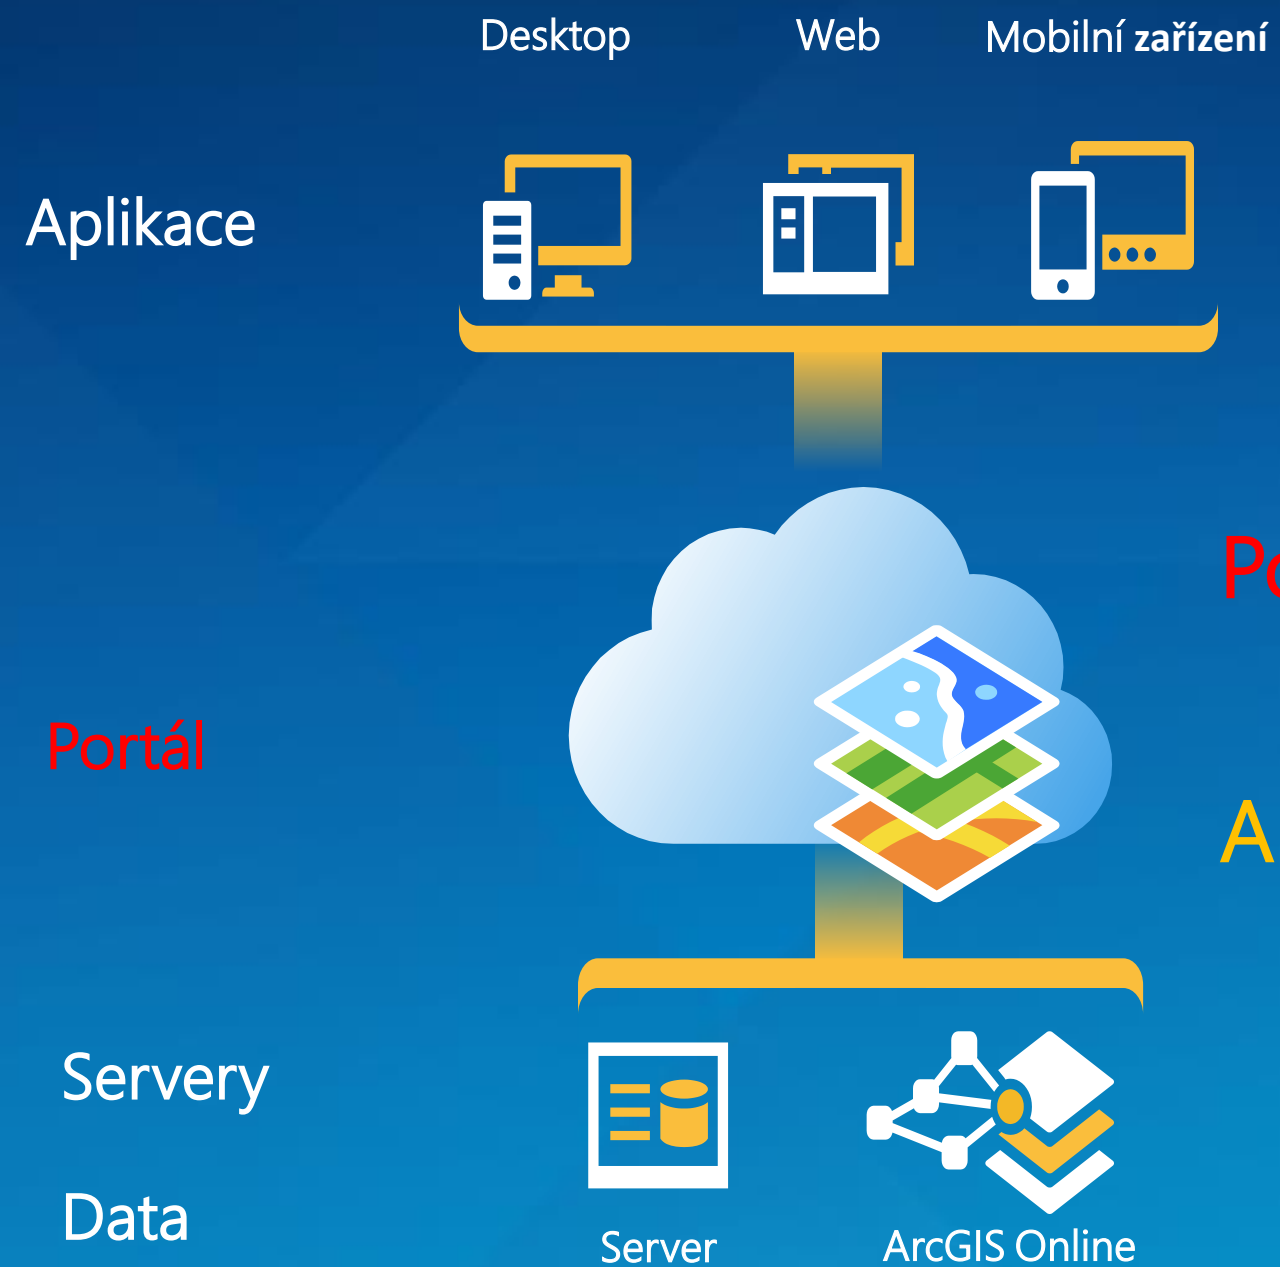 Desktop
Web
Mobilní zařízení
Aplikace
Portál
Servery
Data
Server
ArcGIS Online